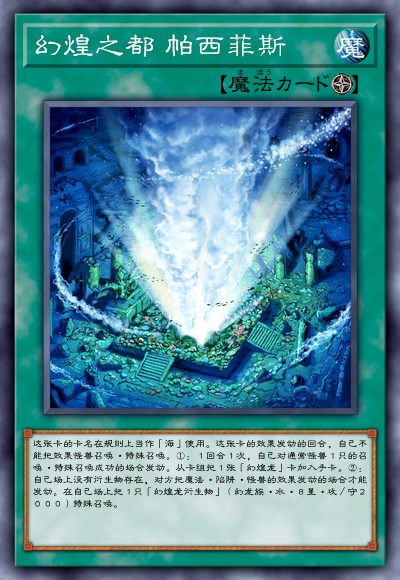 幻煌之都 帕西菲斯
魔
【魔法カード】
まほう
这张卡的卡名在规则上当作「海」使用。这张卡的效果发动的回合，自己不
能把效果怪兽召唤・特殊召唤。①：1回合1次，自己对通常怪兽1只的召
唤・特殊召唤成功的场合发动。从卡组把1张「幻煌龙」卡加入手卡。②：
自己场上没有衍生物存在，对方把魔法・陷阱・怪兽的效果发动的场合才能
发动。在自己场上把1只「幻煌龙衍生物」（幻龙族・水・8星・攻／守2
000）特殊召唤。